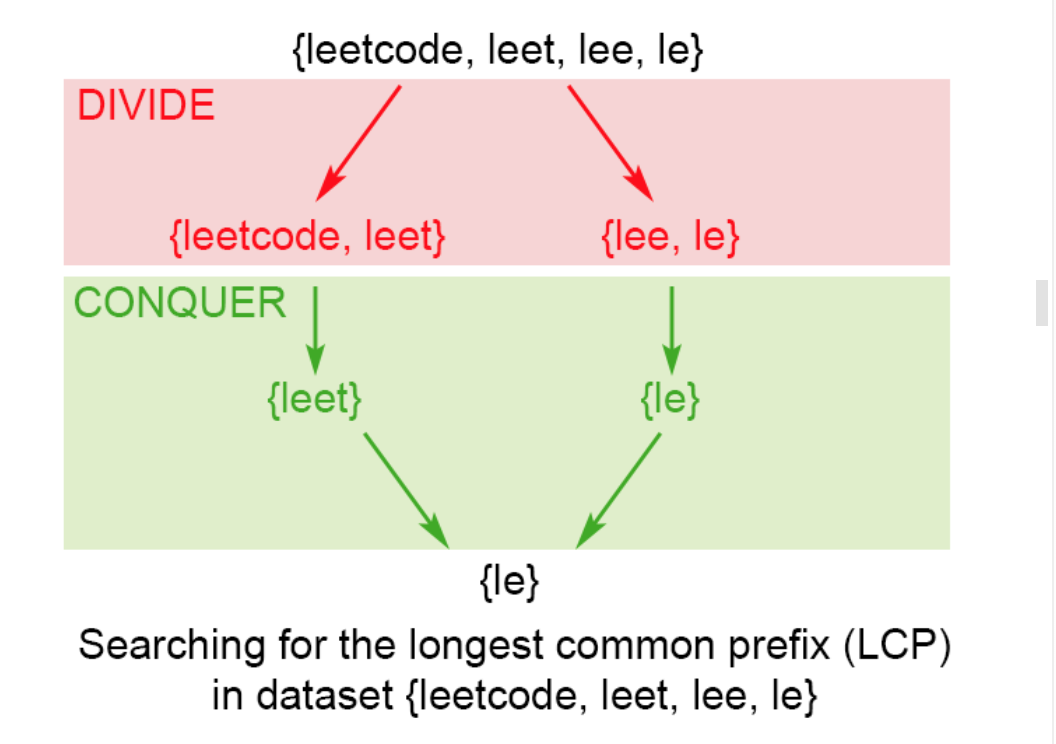 {leetcode, leet, lee, le}
DIVIDE
{leetcode, leet} {lee, le}
CONQUER
{leet} {le}
{le}
Searching for the longest common prefix (LCP)
in dataset {leetcode, leet, lee, le}